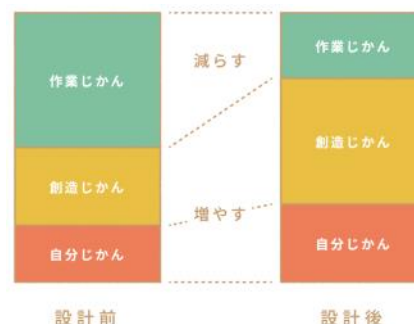 作業じかん
創造じかん
自分じかん
設計前
減らす
増やす
作業じかん
創造じかん
自分じかん
設計後